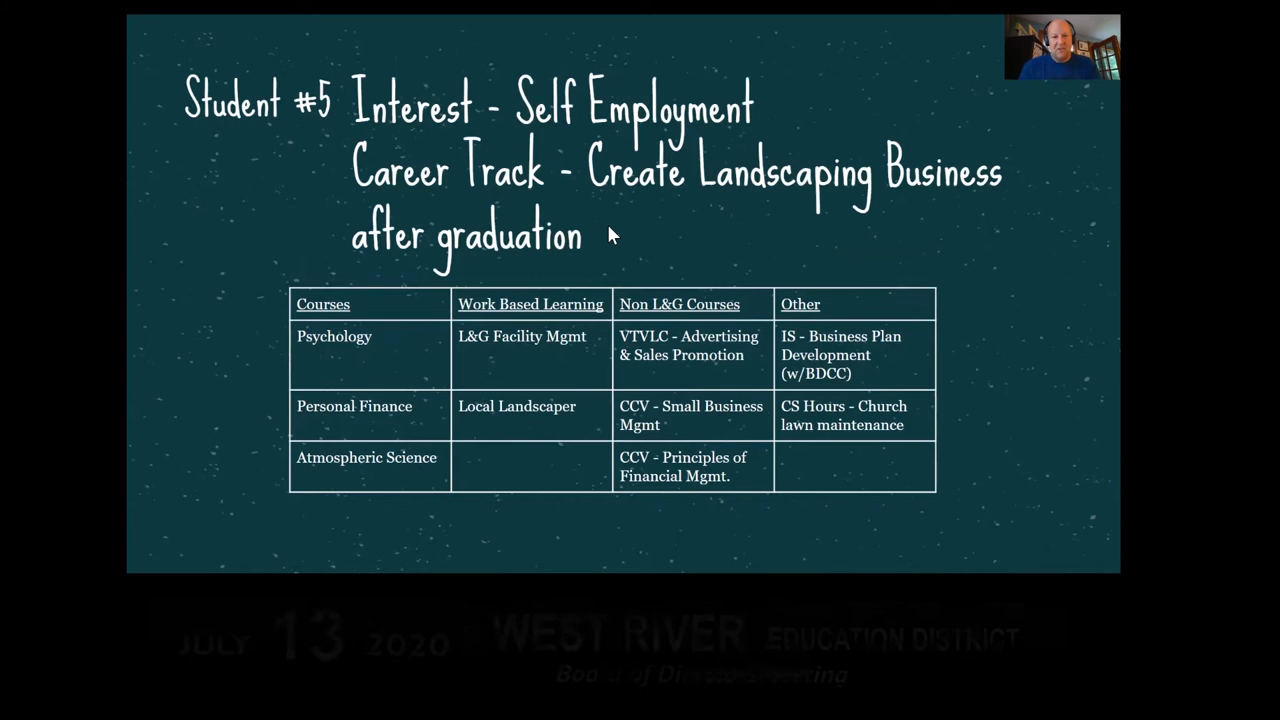 Student #5 Interest - Self Employment
Career Track - Create Landscaping Business
after graduation
Courses Work Based Learning Non L&G Courses Other
Psychology L&G Facility Mgmt VTVLC - Advertising IS - Business Plan
& Sales Promotion Development
(w/BDCC)
Personal Finance Local Landscaper CCV - Small Business CS Hours - Church
Mgmt lawn maintenance
Atmospheric Science CCV - Principles of
Financial Mgmt.
JULY 13 2020 WEST RIVER EDUCATION DISTRICT
Board of